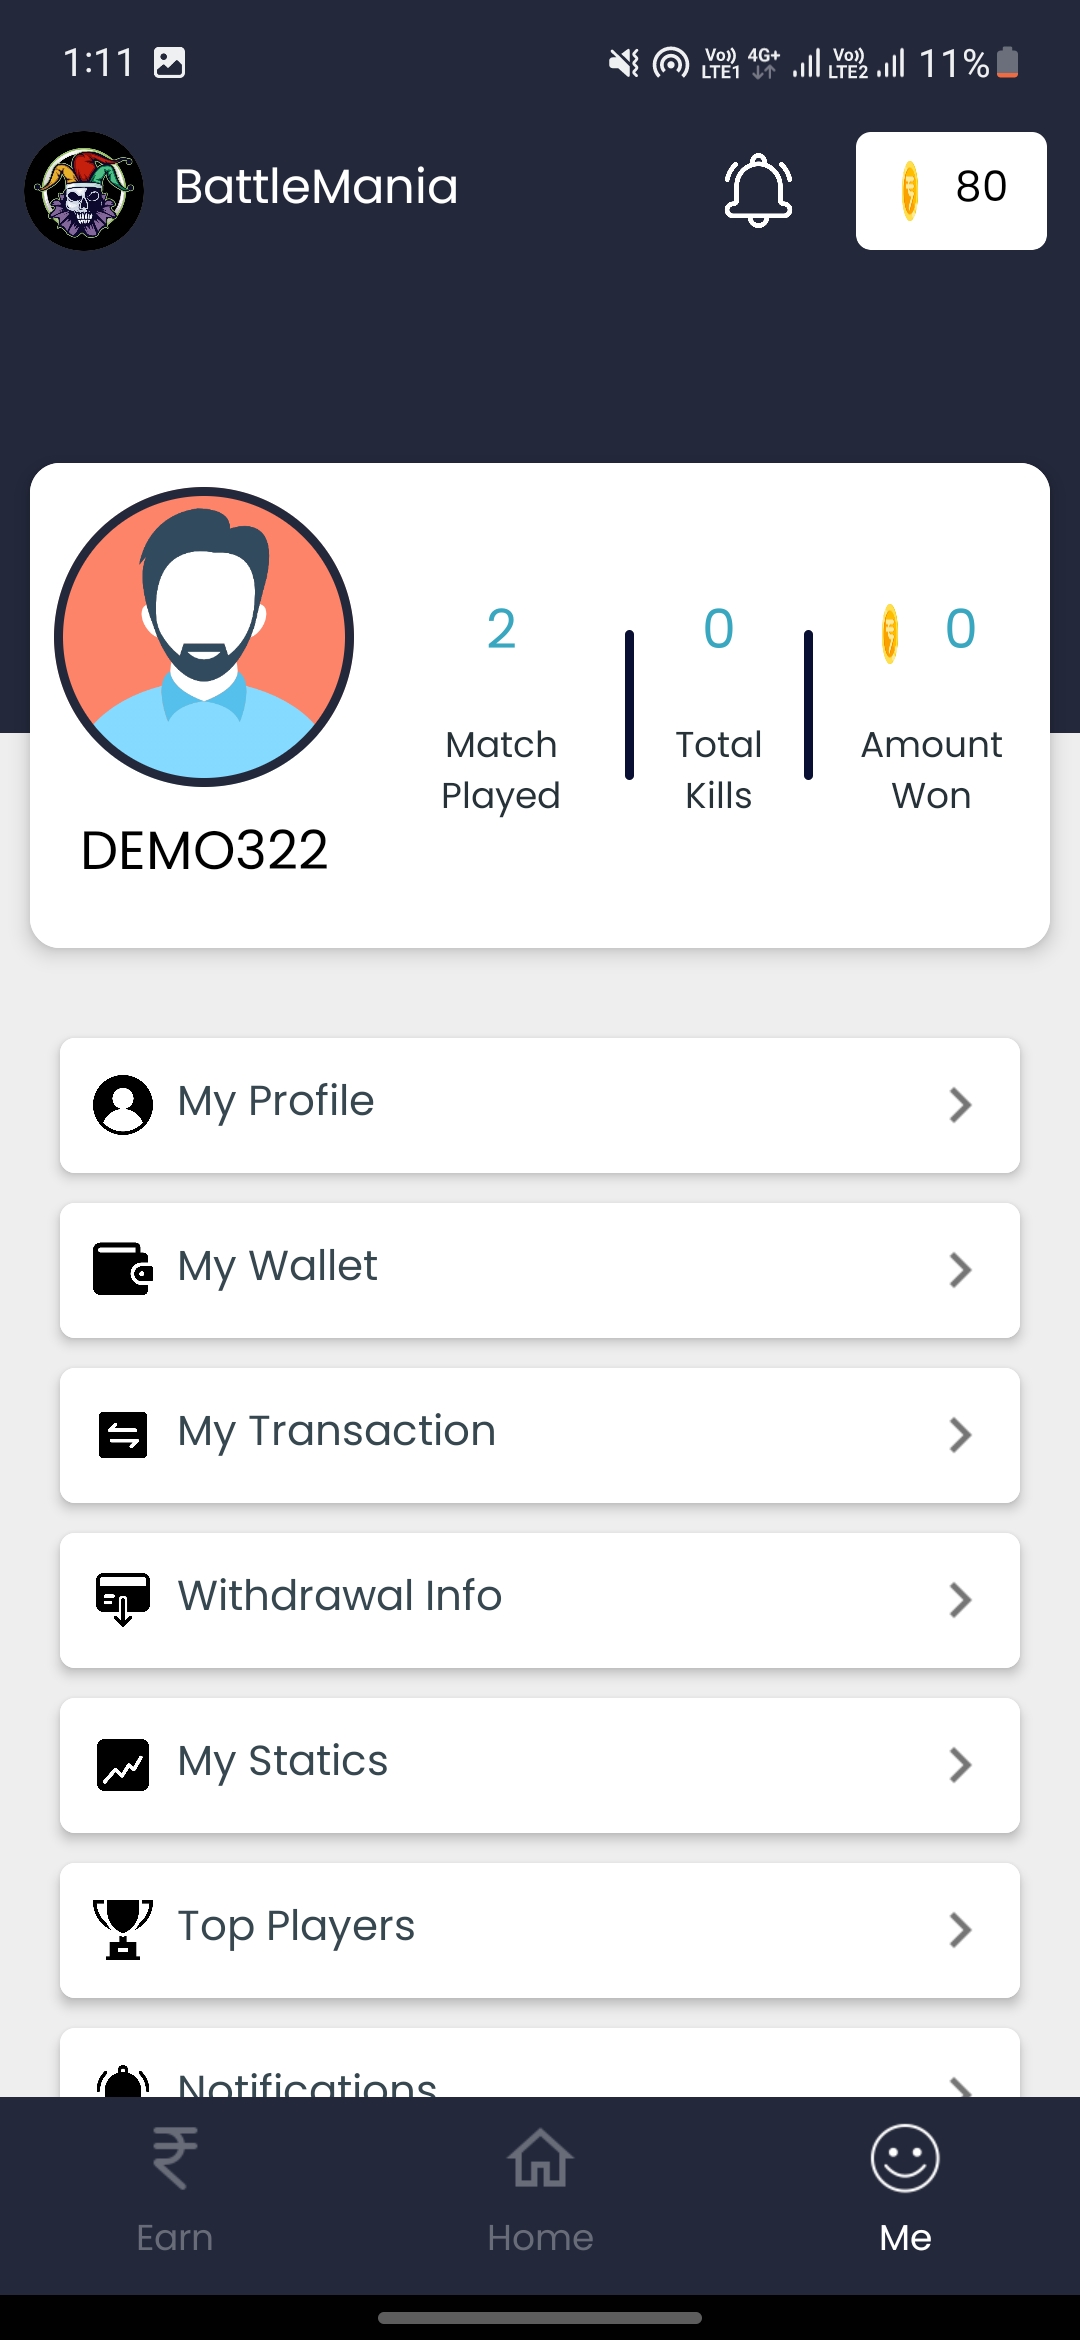 1:11 Vo)) LTE1 4G+ Vo)) LTE2 11%
BattleMania 80
2 0 0
Match Total Amount
Played Kills Won
DEMO322
My Profile
My Wallet
My Transaction
Withdrawal Info
My Statics
Top Players
Notifications
Earn Home Me